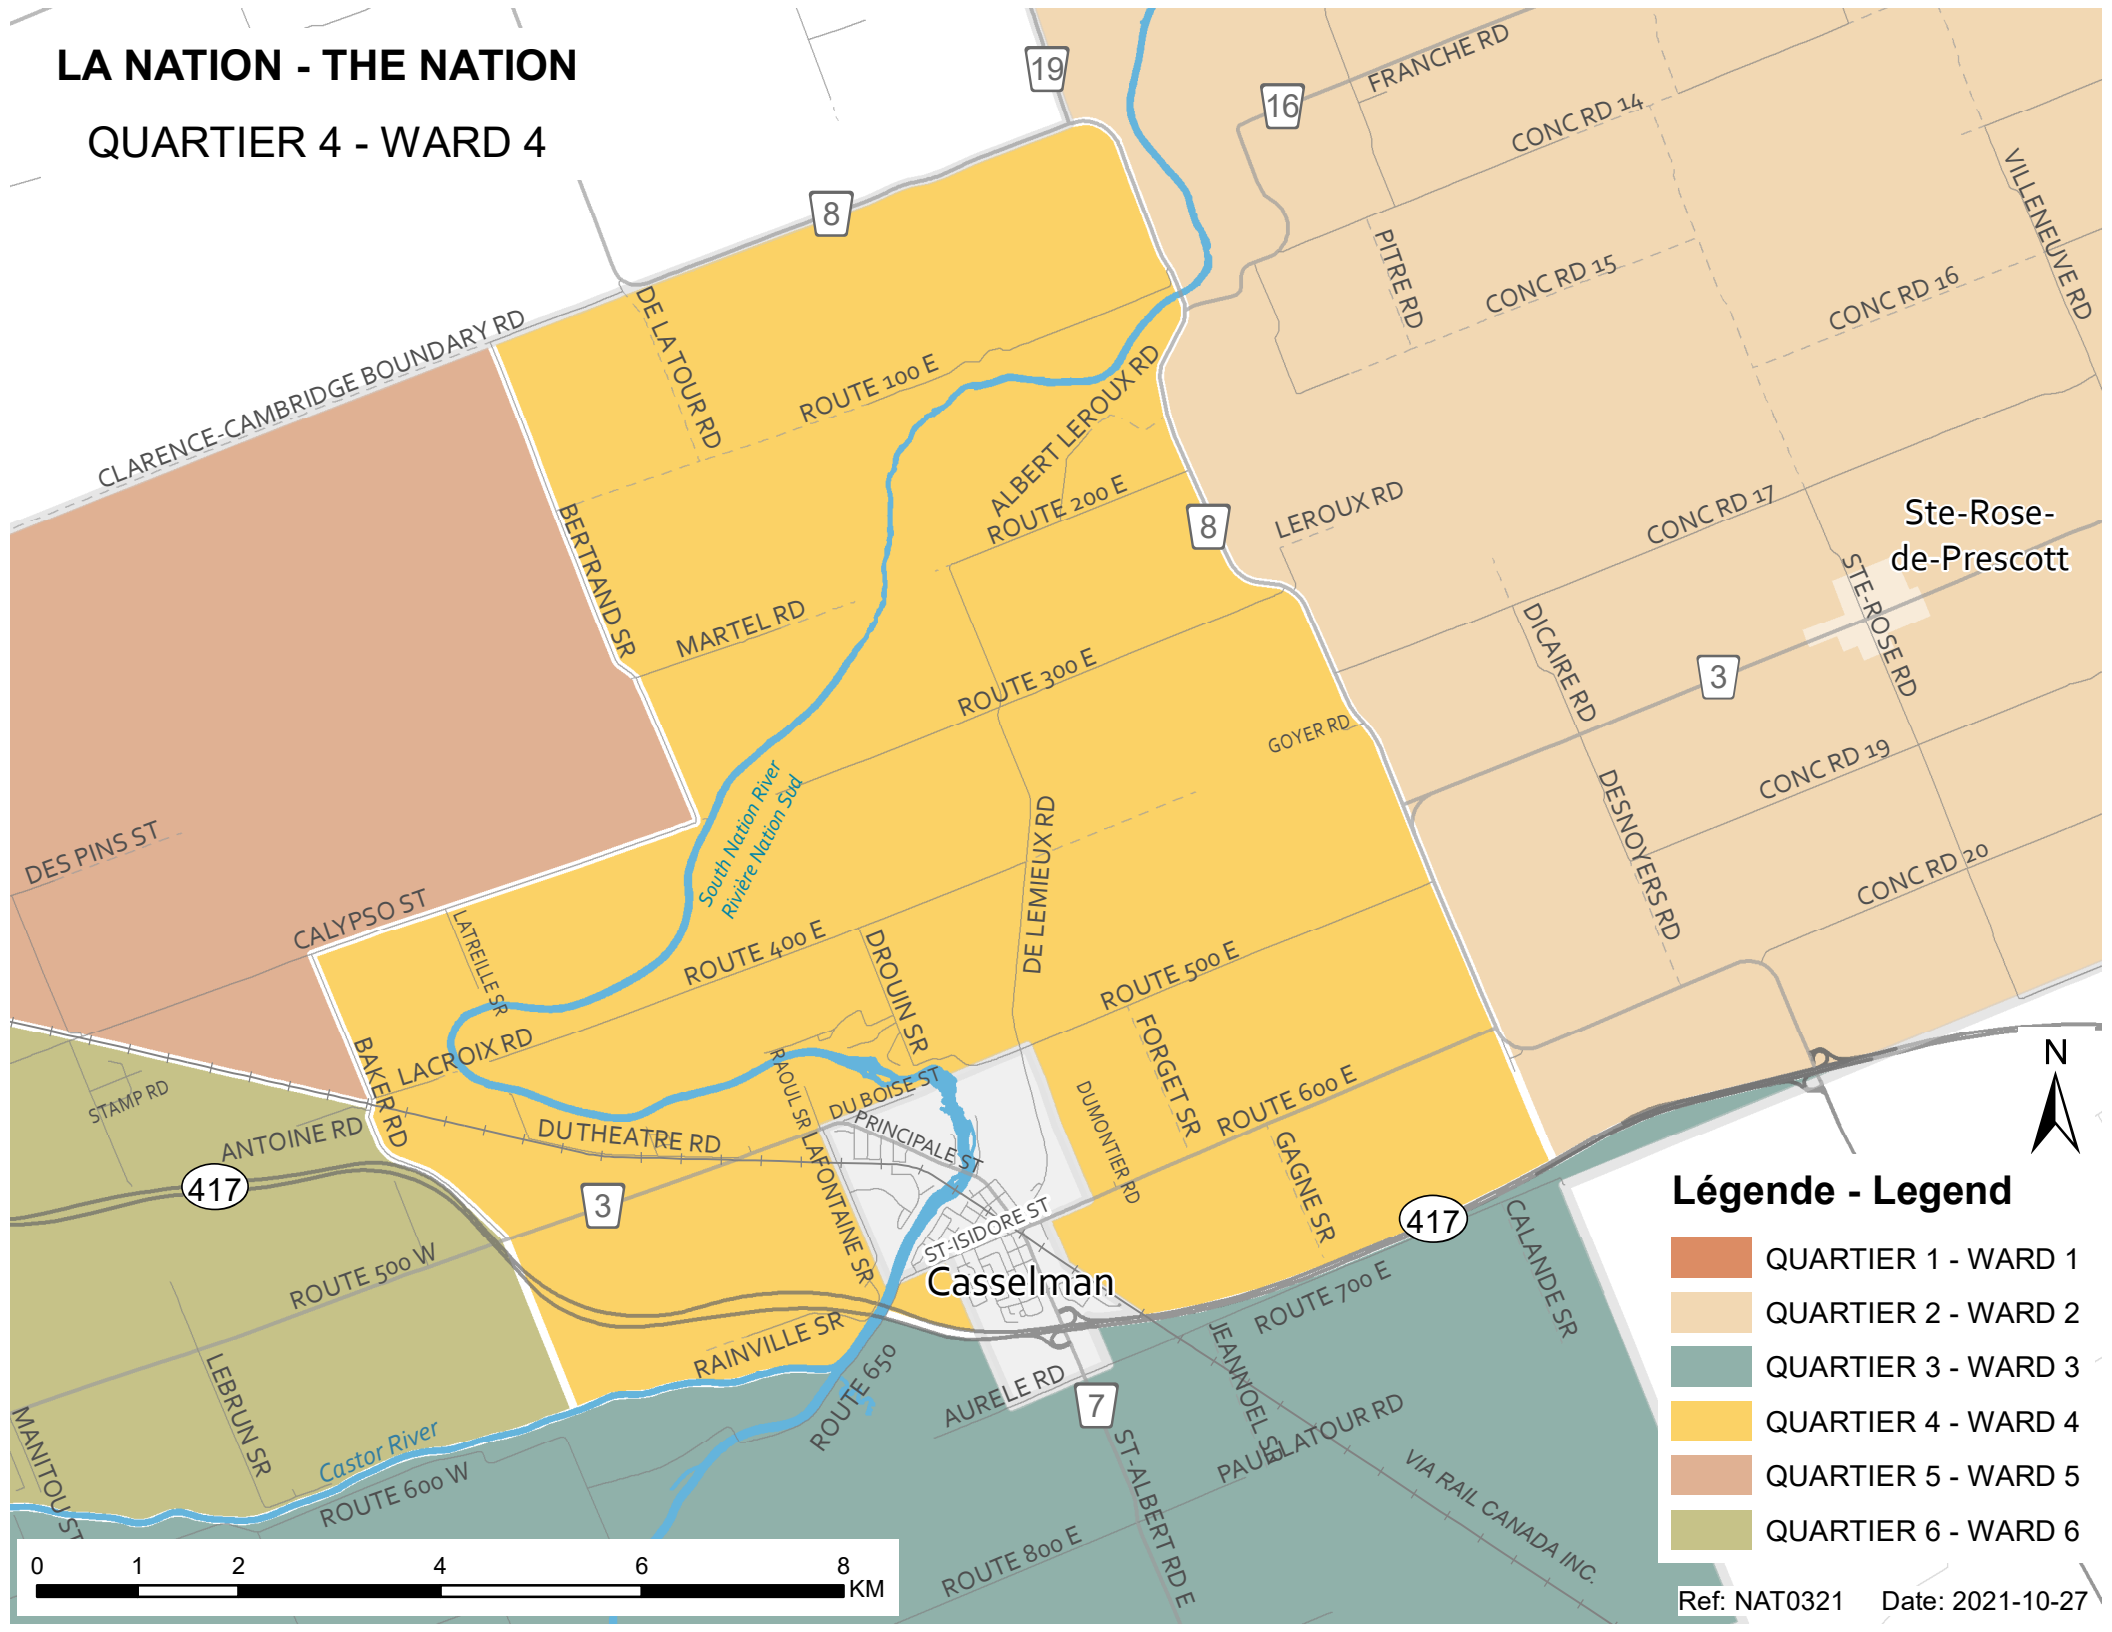 LA NATION - THE NATION
QUARTIER 4 - WARD 4
19
16
FRANCHE RD
CONC RD 14
8
VILLENEUVE RD
PITRE RD
CONC RD 15
CONC RD 16
CLARENCE-CAMBRIDGE BOUNDARY RD
DE LA TOUR RD
ROUTE 100 E
ALBERT LEROUX RD
ROUTE 200 E
8
LEROUX RD
CONC RD 17
Ste-Rose-
de-Prescott
BERTRAND SR
MARTEL RD
STE-ROSE RD
DICAIRE RD
ROUTE 300 E
3
GOYER RD
CONC RD 19
South Nation River
Rivière Nation Sud
DE LEMIEUX RD
DESNOYERS RD
DES PINS ST
CONC RD 20
CALYPSO ST
LATREILLE SR
ROUTE 400 E
DROUIN SR
ROUTE 500 E
FORGET SR
BAKER RD
LACROIX RD
STAMP RD
ANTOINE RD
DU THEATRE RD
RAOUL SR
DU BOISE ST
PRINCIPALE ST
DUMONTIER RD
ROUTE 600 E
GAGNE SR
417
3
LAFONTAINE SR
ST-ISIDORE ST
Casselman
417
CALANDE SR
ROUTE 500 W
ROUTE 700 E
RAINVILLE SR
ROUTE 650
AURELE RD
7
JEANNOEL SR
PAUL LATOUR RD
LEBRUN SR
MANITOU ST
Castor River
ROUTE 600 W
ST-ALBERT RD E
ROUTE 800 E
VIA RAIL CANADA INC.
N
Légende - Legend
QUARTIER 1 - WARD 1
QUARTIER 2 - WARD 2
QUARTIER 3 - WARD 3
QUARTIER 4 - WARD 4
QUARTIER 5 - WARD 5
QUARTIER 6 - WARD 6
0 1 2 4 6 8
KM
Ref: NAT0321 Date: 2021-10-27